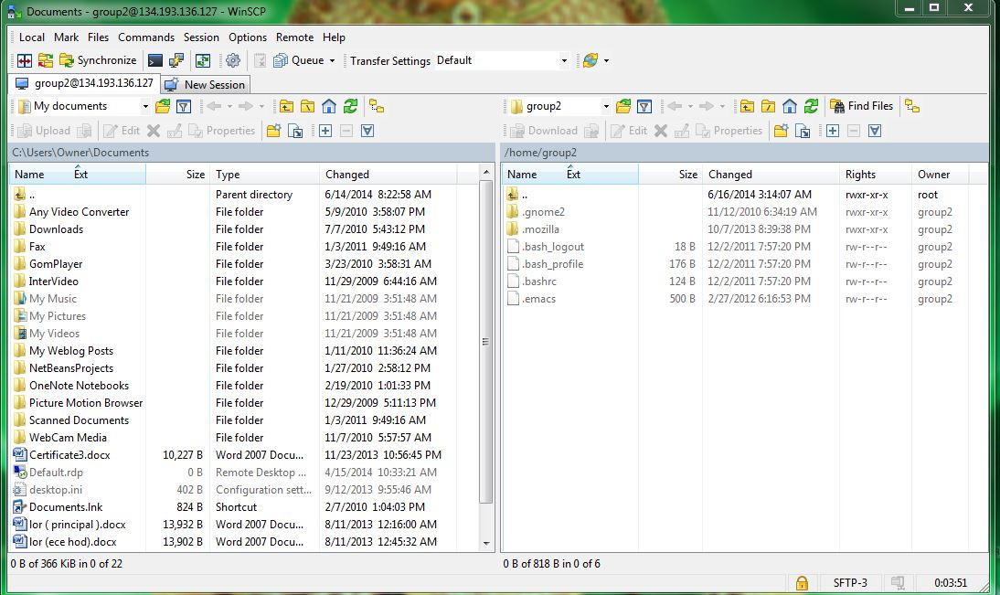 Documents - group2@134.193.136.127 - WinSCP
Local Mark Files Commands Session Options Remote Help
Synchronize Queue Transfer Settings Default
group2@134.193.136.127 New Session
My documents group2 Find Files
Upload Edit Properties Download Edit Properties
C:\Users\Owner\Documents /home/group2
Name Ext Size Type Changed Name Ext Size Changed Rights Owner
.. Parent directory 6/14/2014 8:22:58 AM .. 6/16/2014 3:14:07 AM rwxr-xr-x root
Any Video Converter File folder 5/9/2010 3:58:07 PM .gnome2 11/12/2010 6:34:19 AM rwxr-xr-x group2
Downloads File folder 7/7/2010 5:43:12 PM .mozilla 10/7/2013 8:39:38 PM rwxr-xr-x group2
Fax File folder 1/3/2011 9:49:16 AM .bash_logout 18 B 12/2/2011 7:57:20 PM rw-r--r-- group2
GomPlayer File folder 3/23/2010 3:58:31 AM .bash_profile 176 B 12/2/2011 7:57:20 PM rw-r--r-- group2
InterVideo File folder 11/29/2009 6:44:16 AM .bashrc 124 B 12/2/2011 7:57:20 PM rw-r--r-- group2
My Music File folder 11/21/2009 3:51:48 AM .emacs 500 B 2/27/2012 6:16:53 PM rw-r--r-- group2
My Pictures File folder 11/21/2009 3:51:48 AM
My Videos File folder 11/21/2009 3:51:48 AM
My Weblog Posts File folder 1/11/2010 11:36:24 AM
NetBeansProjects File folder 1/27/2010 2:58:12 PM
OneNote Notebooks File folder 2/19/2010 1:01:33 PM
Picture Motion Browser File folder 12/29/2009 5:11:13 PM
Scanned Documents File folder 1/3/2011 9:49:16 AM
WebCam Media File folder 11/7/2010 5:57:57 AM
Certificate3.docx 10,227 B Word 2007 Docu... 11/23/2013 10:56:45 PM
Default.rdp 0 B Remote Desktop ... 4/15/2014 10:33:21 AM
desktop.ini 402 B Configuration sett... 9/12/2013 9:55:46 AM
Documents.lnk 824 B Shortcut 2/7/2010 1:04:03 PM
lor ( principal ).docx 13,932 B Word 2007 Docu... 8/11/2013 12:16:00 AM
lor (ece hod).docx 13,902 B Word 2007 Docu... 8/11/2013 12:45:32 AM
0 B of 366 KiB in 0 of 22 0 B of 818 B in 0 of 6
SFTP-3 0:03:51